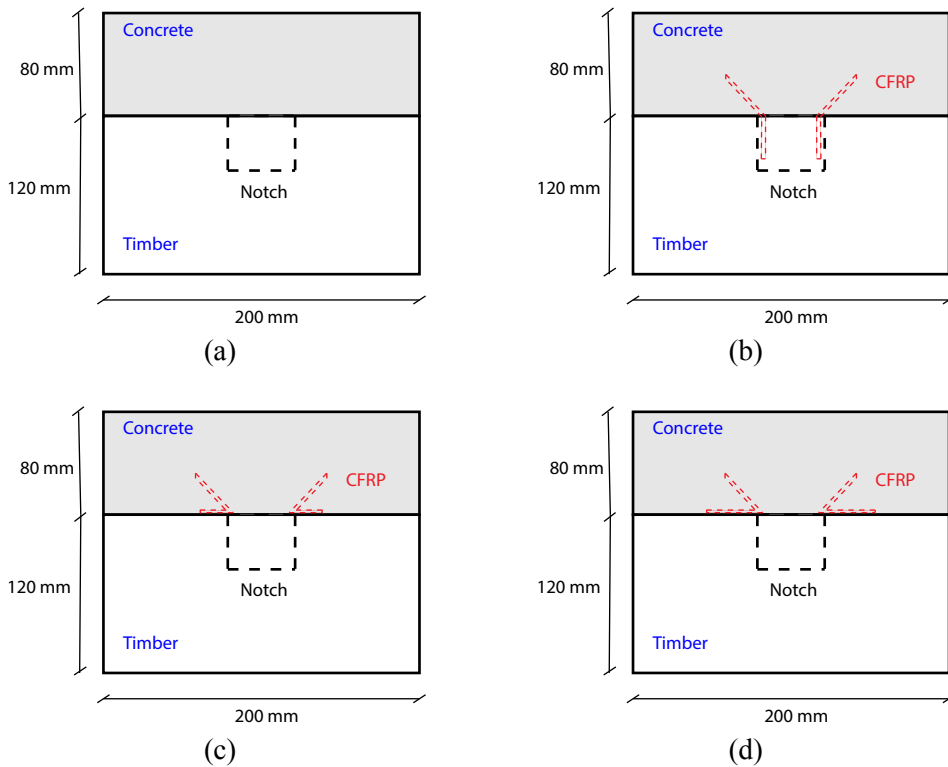 Concrete
80 mm
120 mm
Notch
Timber
200 mm
(a)
Concrete
80 mm
CFRP
120 mm
Notch
Timber
200 mm
(b)
Concrete
80 mm
CFRP
120 mm
Notch
Timber
200 mm
(c)
Concrete
80 mm
CFRP
120 mm
Notch
Timber
200 mm
(d)